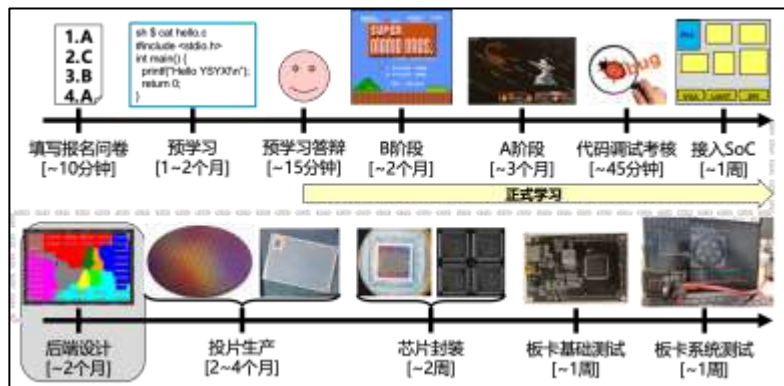 1.A
2.C
3.B
4.A
sh $ cat hello.c
#include <stdio.h>
int main() {
printf("Hello YSYX!\n");
return 0;
}
SUPER
MARIO BROS.
bug
填写报名问卷
[~10分钟]
预学习
[1~2个月]
预学习答辩
[~15分钟]
B阶段
[~2个月]
A阶段
[~3个月]
代码调试考核
[~45分钟]
接入SoC
[~1周]
正式学习
后端设计
[~2个月]
投片生产
[2~4个月]
芯片封装
[~2周]
板卡基础测试
[~1周]
板卡系统测试
[~1周]